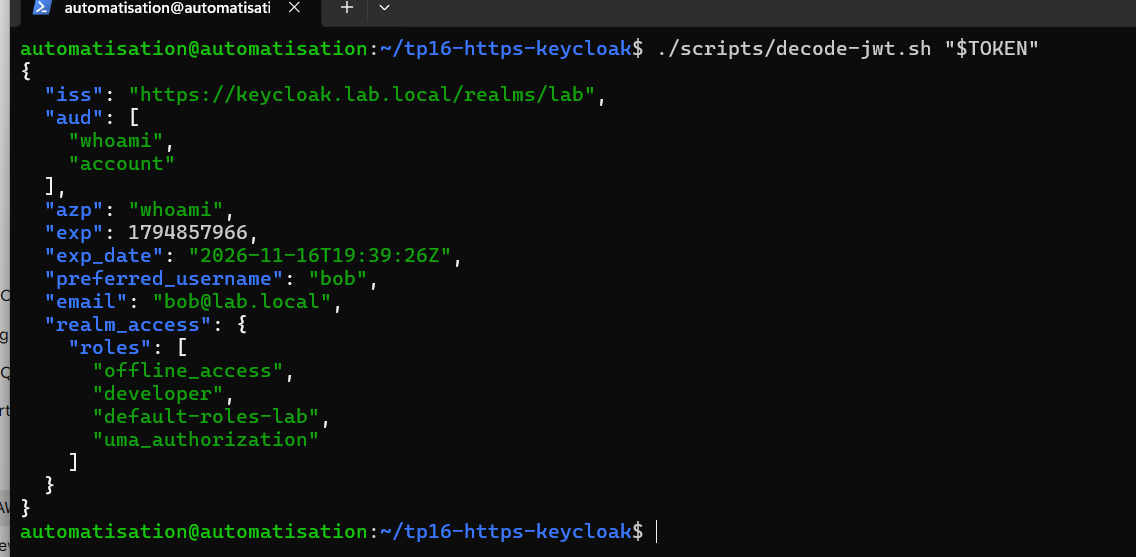 automatisation@automatisati
automatisation@automatisation:~/tp16-https-keycloak$ ./scripts/decode-jwt.sh "$TOKEN"
{
  "iss": "https://keycloak.lab.local/realms/lab",
  "aud": [
    "whoami",
    "account"
  ],
  "azp": "whoami",
  "exp": 1794857966,
  "exp_date": "2026-11-16T19:39:26Z",
  "preferred_username": "bob",
  "email": "bob@lab.local",
  "realm_access": {
    "roles": [
      "offline_access",
      "developer",
      "default-roles-lab",
      "uma_authorization"
    ]
  }
}
automatisation@automatisation:~/tp16-https-keycloak$